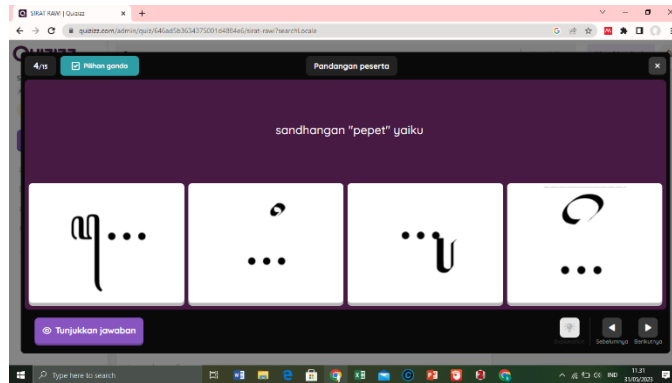 SIRAT RAWI | Quizizz
quizizz.com/admin/quiz/646ad5b3634375001d4864e6/sirat-rawi?searchLocale
4/15
Pilihan ganda
Pandangan peserta
sandhangan "pepet" yaiku
Tunjukkan jawaban
Sebelumnya
Berikutnya
Type here to search
IND
11.31
31/05/2023